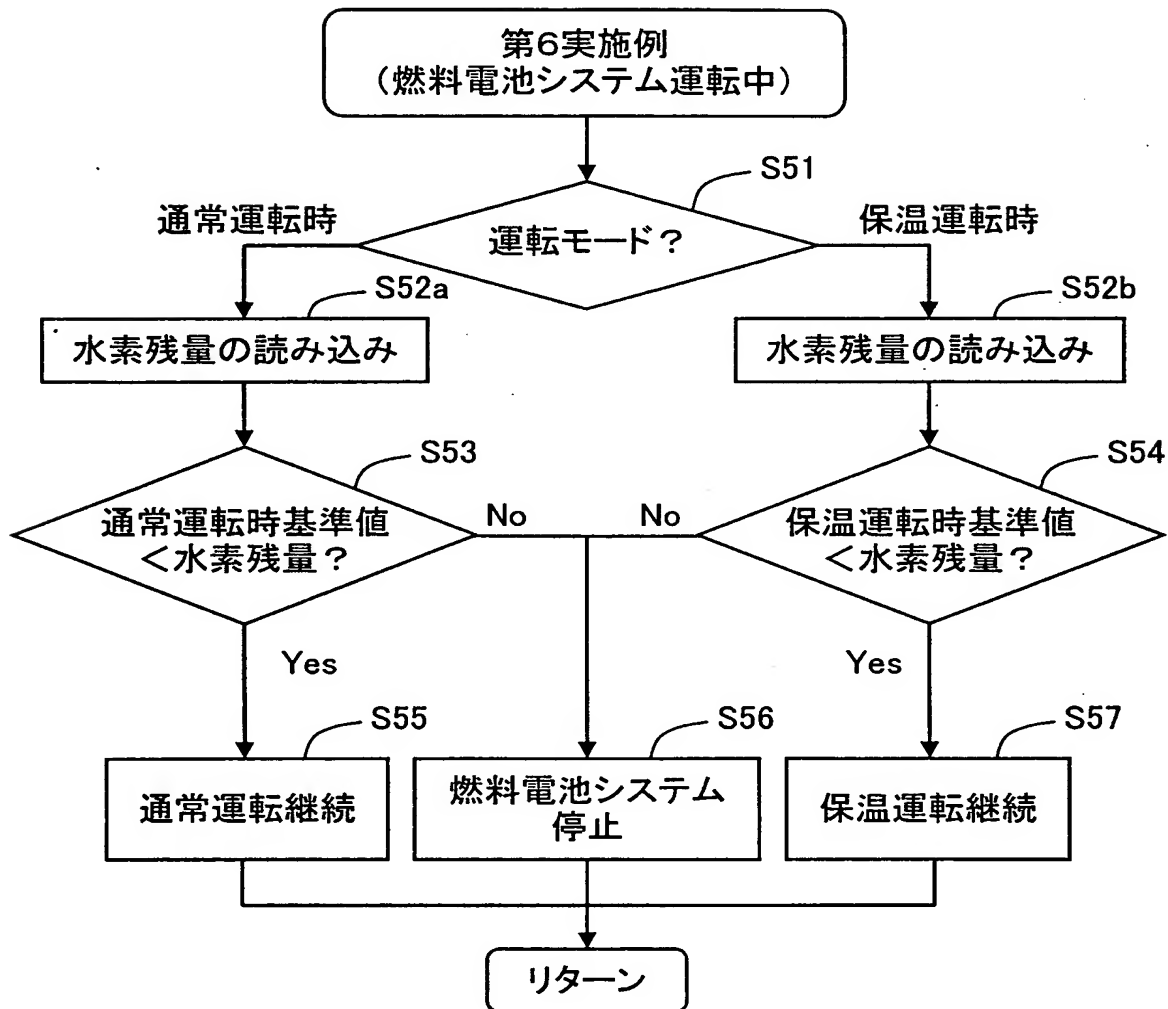 第6実施例
（燃料電池システム運転中）
S51
通常運転時
運転モード？
保温運転時
S52a
S52b
水素残量の読み込み
水素残量の読み込み
S53
S54
通常運転時基準値
＜水素残量？
No
No
保温運転時基準値
＜水素残量？
Yes
Yes
S55
S56
S57
通常運転継続
燃料電池システム
停止
保温運転継続
リターン